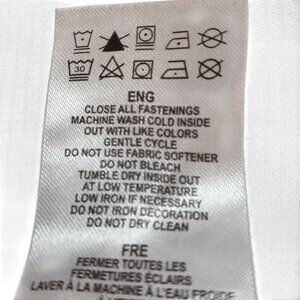 30
ENG
CLOSE ALL FASTENINGS
MACHINE WASH COLD INSIDE
OUT WITH LIKE COLORS
GENTLE CYCLE
DO NOT USE FABRIC SOFTENER
DO NOT BLEACH
TUMBLE DRY INSIDE OUT
AT LOW TEMPERATURE
LOW IRON IF NECESSARY
DO NOT IRON DECORATION
DO NOT DRY CLEAN
FRE
FERMER TOUTES LES
FERMETURES ÉCLAIRS
LAVER À LA MACHINE À L'EAU FROIDE